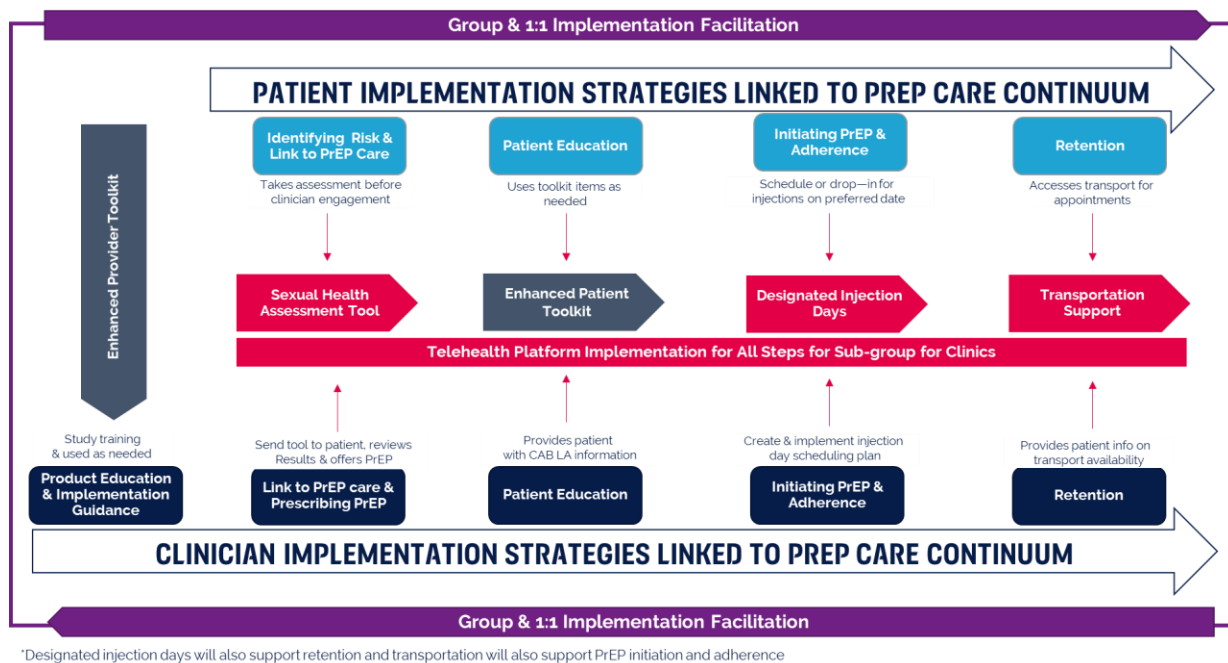 Group & 1:1 Implementation Facilitation
PATIENT IMPLEMENTATION STRATEGIES LINKED TO PREP CARE CONTINUUM
Enhanced Provider Toolkit
Identifying Risk &
Link to PrEP Care
Patient Education
Initiating PrEP &
Adherence
Retention
Takes assessment before
clinician engagement
Uses toolkit items as
needed
Schedule or drop—in for
injections on preferred date
Accesses transport for
appointments
Sexual Health
Assessment Tool
Enhanced Patient
Toolkit
Designated Injection
Days
Transportation
Support
Telehealth Platform Implementation for All Steps for Sub-group for Clinics
Study training
& used as needed
Send tool to patient, reviews
Results & offers PrEP
Provides patient
with CAB LA information
Create & implement injection
day scheduling plan
Provides patient info on
transport availability
Product Education
& Implementation
Guidance
Link to PrEP care &
Prescribing PrEP
Patient Education
Initiating PrEP &
Adherence
Retention
CLINICIAN IMPLEMENTATION STRATEGIES LINKED TO PREP CARE CONTINUUM
Group & 1:1 Implementation Facilitation
*Designated injection days will also support retention and transportation will also support PrEP initiation and adherence